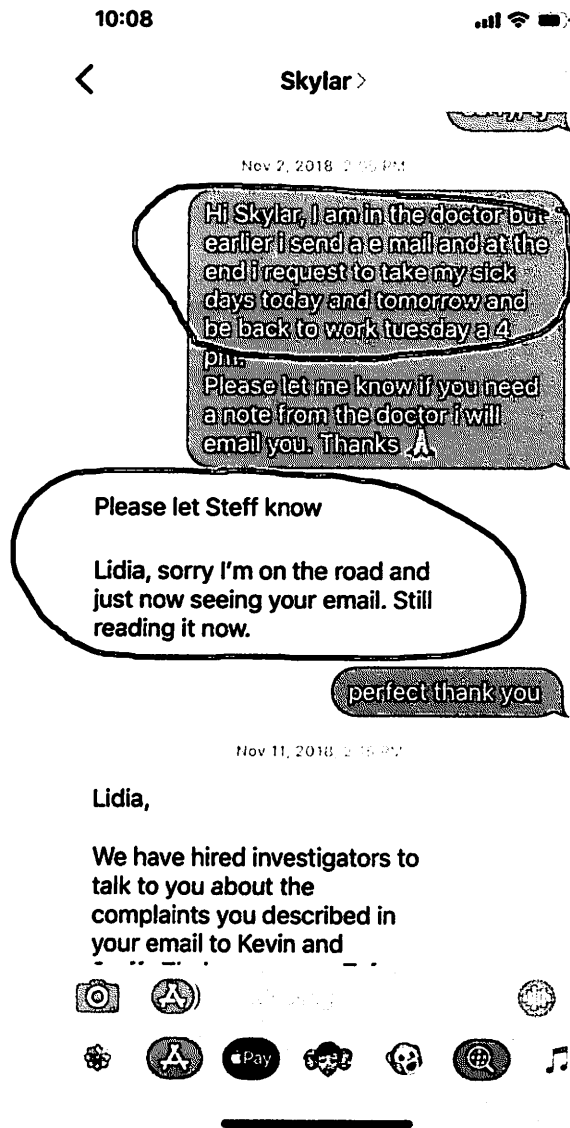 10:08
Skylar >
Nov 2, 2018
Hi Skylar, I am in the doctor but
earlier i send a e mail and at the
end i request to take my sick
days today and tomorrow and
be back to work tuesday a 4
pm.
Please let me know if you need
a note from the doctor i will
email you. Thanks 🙏
Please let Steff know
Lidia, sorry I'm on the road and
just now seeing your email. Still
reading it now.
perfect thank you
Nov 11, 2018
Lidia,
We have hired investigators to
talk to you about the
complaints you described in
your email to Kevin and
Pay